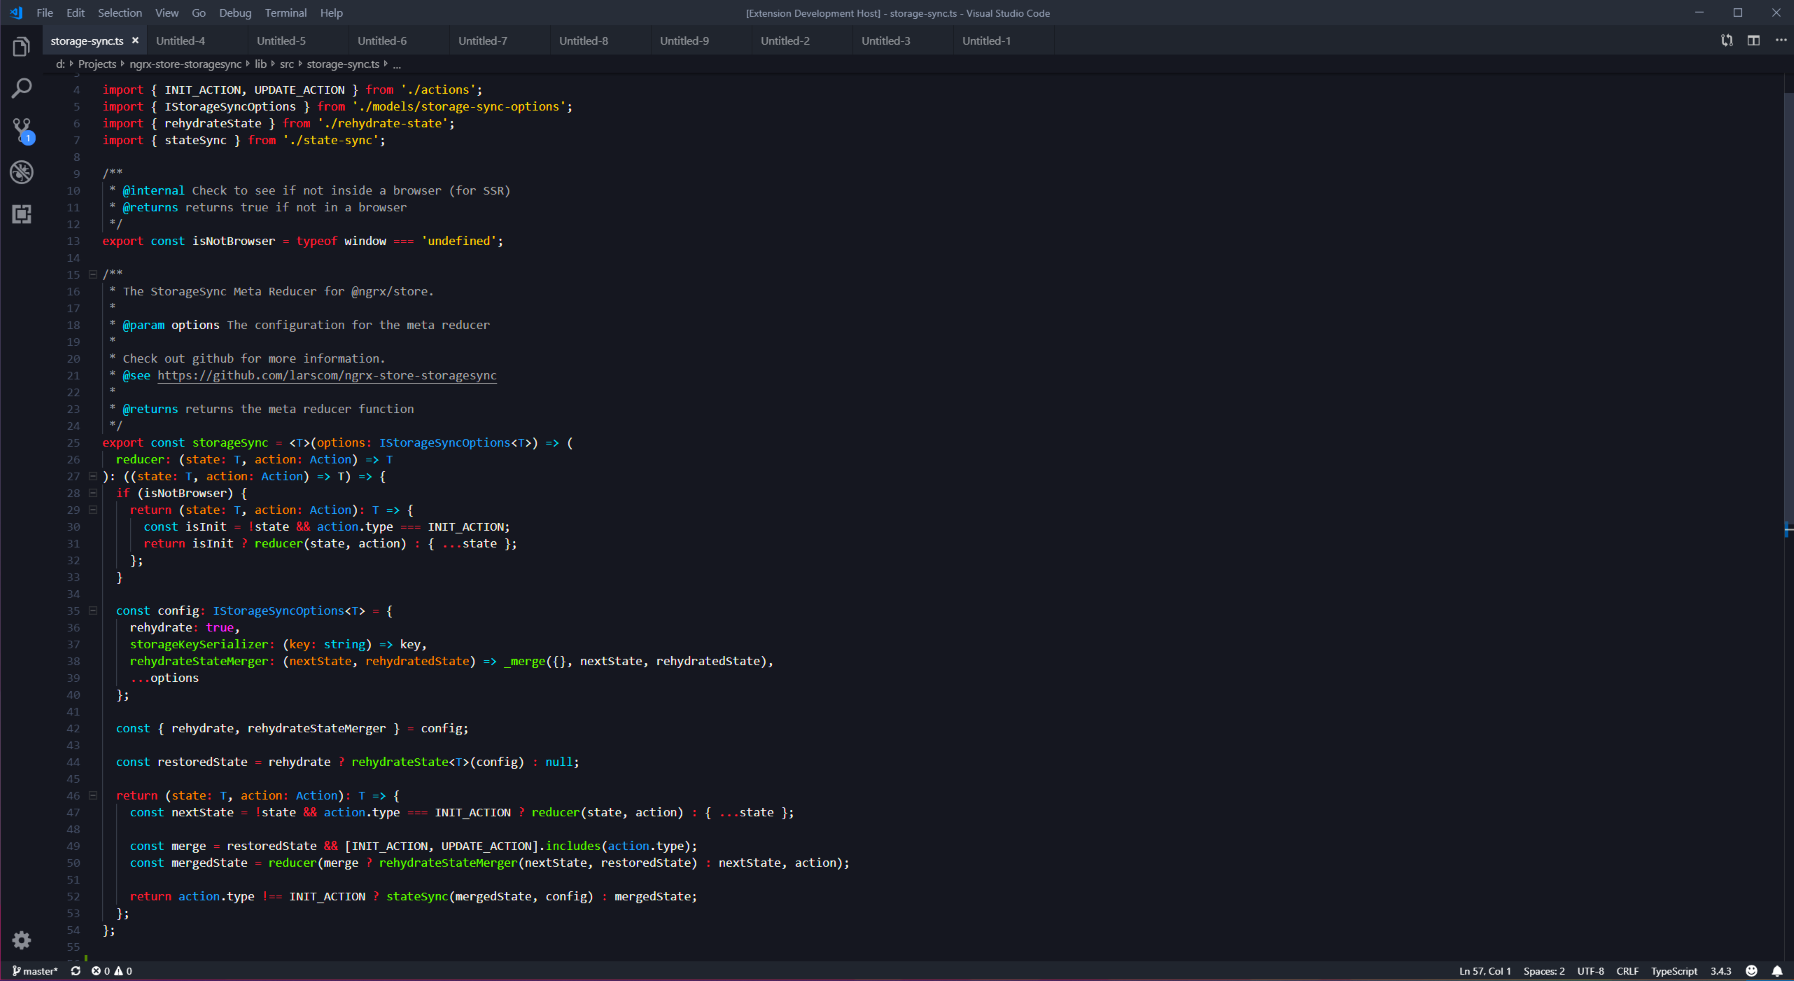 File Edit Selection View Go Debug Terminal Help
[Extension Development Host] - storage-sync.ts - Visual Studio Code
storage-sync.ts × Untitled-4 Untitled-5 Untitled-6 Untitled-7 Untitled-8 Untitled-9 Untitled-2 Untitled-3 Untitled-1
d: Projects ngrx-store-storagesync lib src storage-sync.ts ...
4 import { INIT_ACTION, UPDATE_ACTION } from './actions';
5 import { IStorageSyncOptions } from './models/storage-sync-options';
6 import { rehydrateState } from './rehydrate-state';
7 import { stateSync } from './state-sync';
8
9 /**
10 * @internal Check to see if not inside a browser (for SSR)
11 * @returns returns true if not in a browser
12 */
13 export const isNotBrowser = typeof window === 'undefined';
14
15 /**
16 * The StorageSync Meta Reducer for @ngrx/store.
17 *
18 * @param options The configuration for the meta reducer
19 *
20 * Check out github for more information.
21 * @see https://github.com/larscom/ngrx-store-storagesync
22 *
23 * @returns returns the meta reducer function
24 */
25 export const storageSync = <T>(options: IStorageSyncOptions<T>) => (
26 reducer: (state: T, action: Action) => T
27 ): ((state: T, action: Action) => T) => {
28 if (isNotBrowser) {
29 return (state: T, action: Action): T => {
30 const isInit = !state && action.type === INIT_ACTION;
31 return isInit ? reducer(state, action) : { ...state };
32 };
33 }
34
35 const config: IStorageSyncOptions<T> = {
36 rehydrate: true,
37 storageKeySerializer: (key: string) => key,
38 rehydrateStateMerger: (nextState, rehydratedState) => _merge({}, nextState, rehydratedState),
39 ...options
40 };
41
42 const { rehydrate, rehydrateStateMerger } = config;
43
44 const restoredState = rehydrate ? rehydrateState<T>(config) : null;
45
46 return (state: T, action: Action): T => {
47 const nextState = !state && action.type === INIT_ACTION ? reducer(state, action) : { ...state };
48
49 const merge = restoredState && [INIT_ACTION, UPDATE_ACTION].includes(action.type);
50 const mergedState = reducer(merge ? rehydrateStateMerger(nextState, restoredState) : nextState, action);
51
52 return action.type !== INIT_ACTION ? stateSync(mergedState, config) : mergedState;
53 };
54 };
55
1
master* 0 0 Ln 57, Col 1 Spaces: 2 UTF-8 CRLF TypeScript 3.4.3